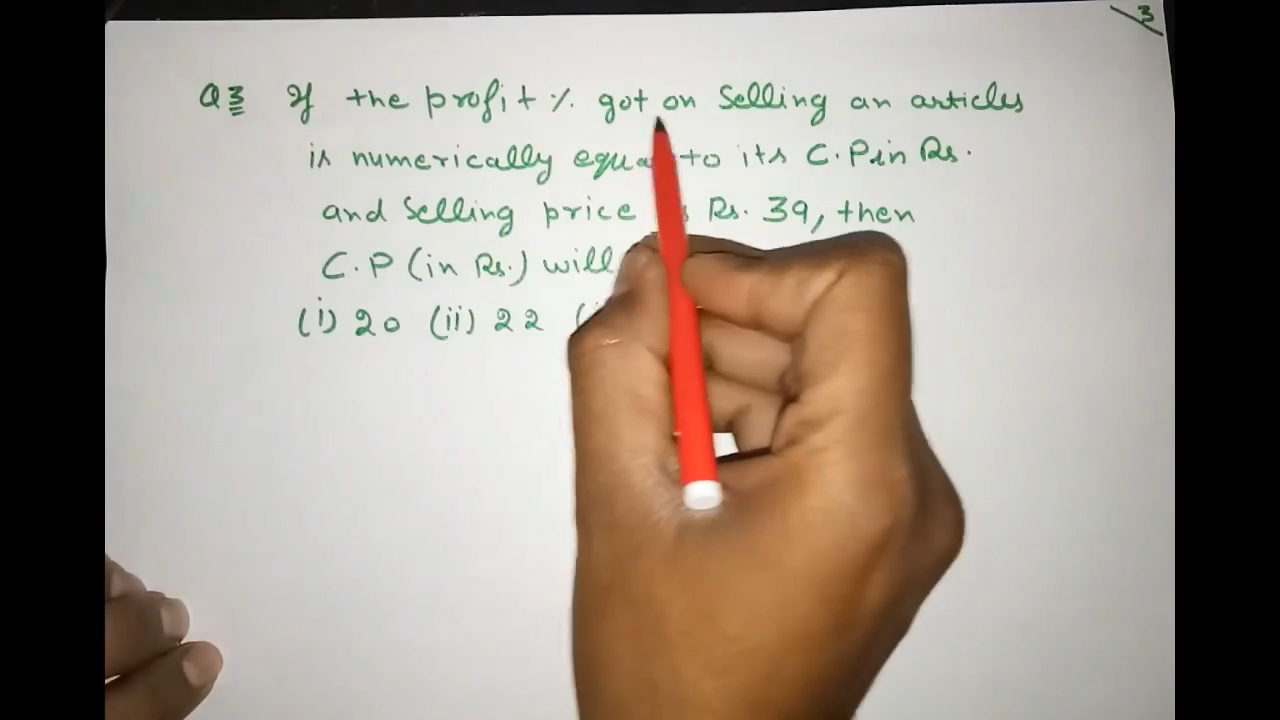 3
Q3 If the profit % got on Selling an articles
is numerically to its C.P in Rs.
and Selling price Rs. 39, then
C.P (in Rs.) will
(i) 20 (ii) 22 (